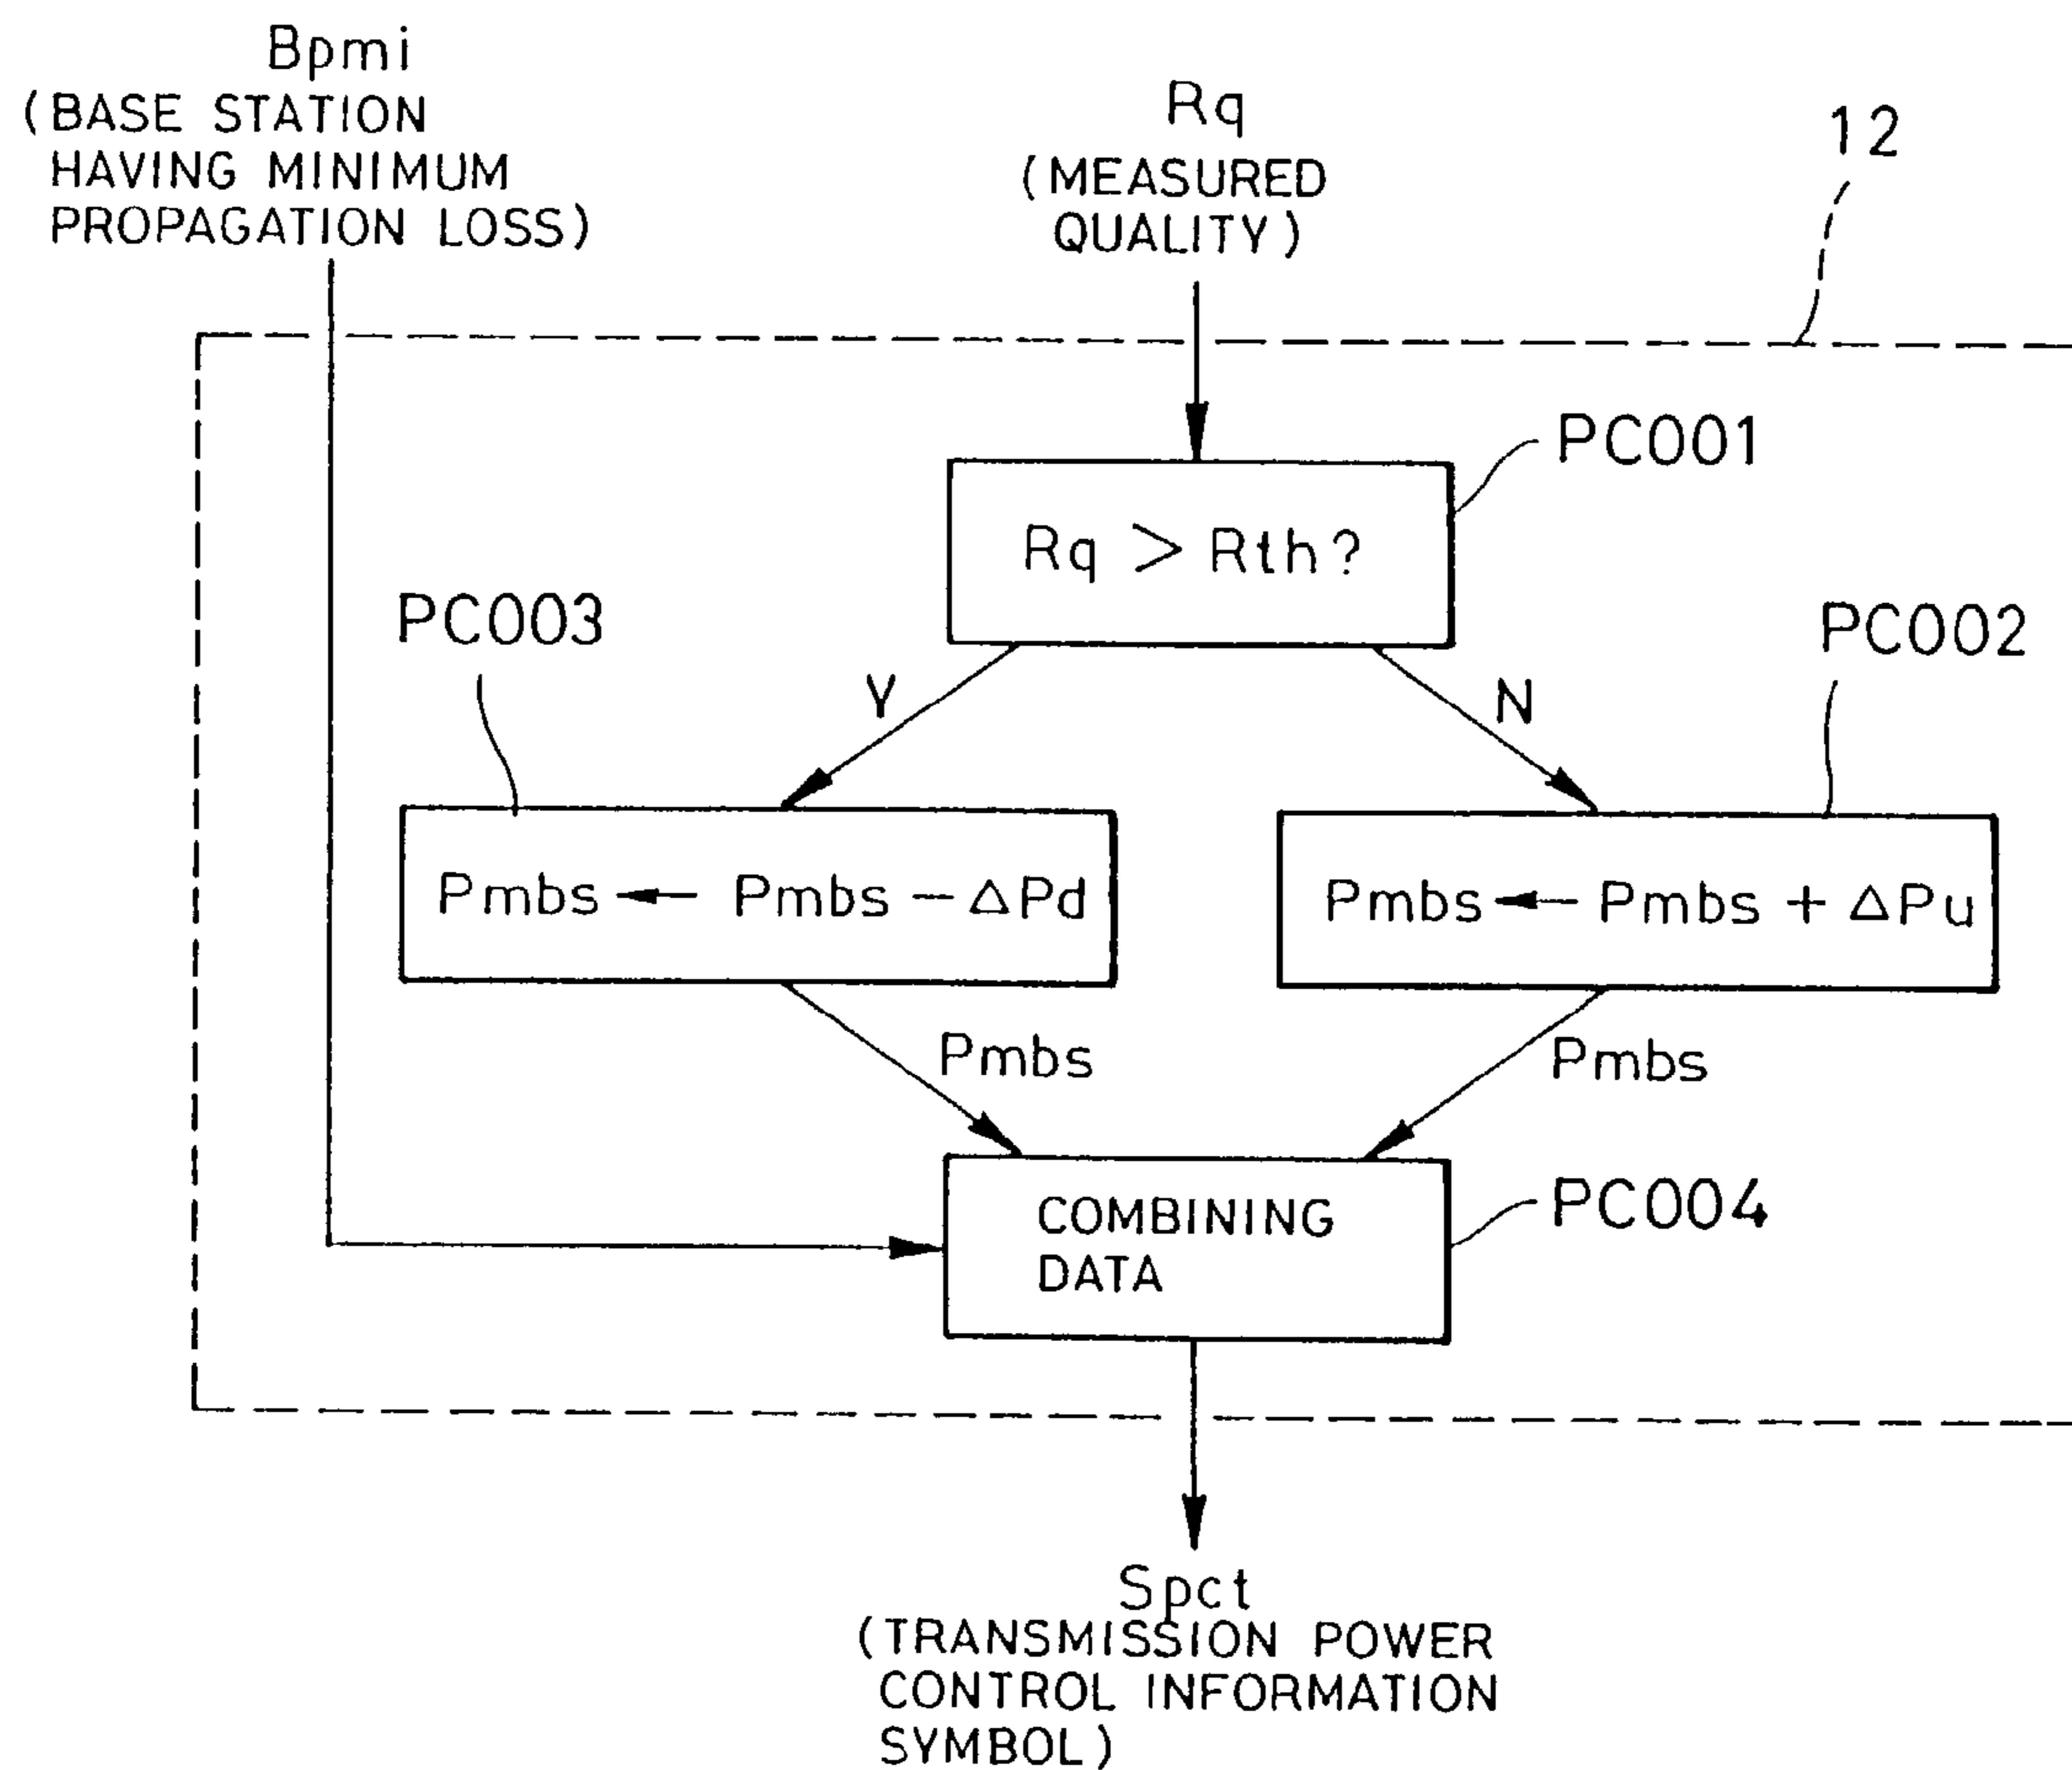 Bpmi
(BASE STATION
HAVING MINIMUM
PROPAGATION LOSS)
Rq
(MEASURED
QUALITY)
12
PC001
Rq > Rth?
PC003
PC002
Y
N
Pmbs ← Pmbs − ΔPd
Pmbs ← Pmbs + ΔPu
Pmbs
Pmbs
COMBINING
DATA
PC004
Spct
(TRANSMISSION POWER
CONTROL INFORMATION
SYMBOL)